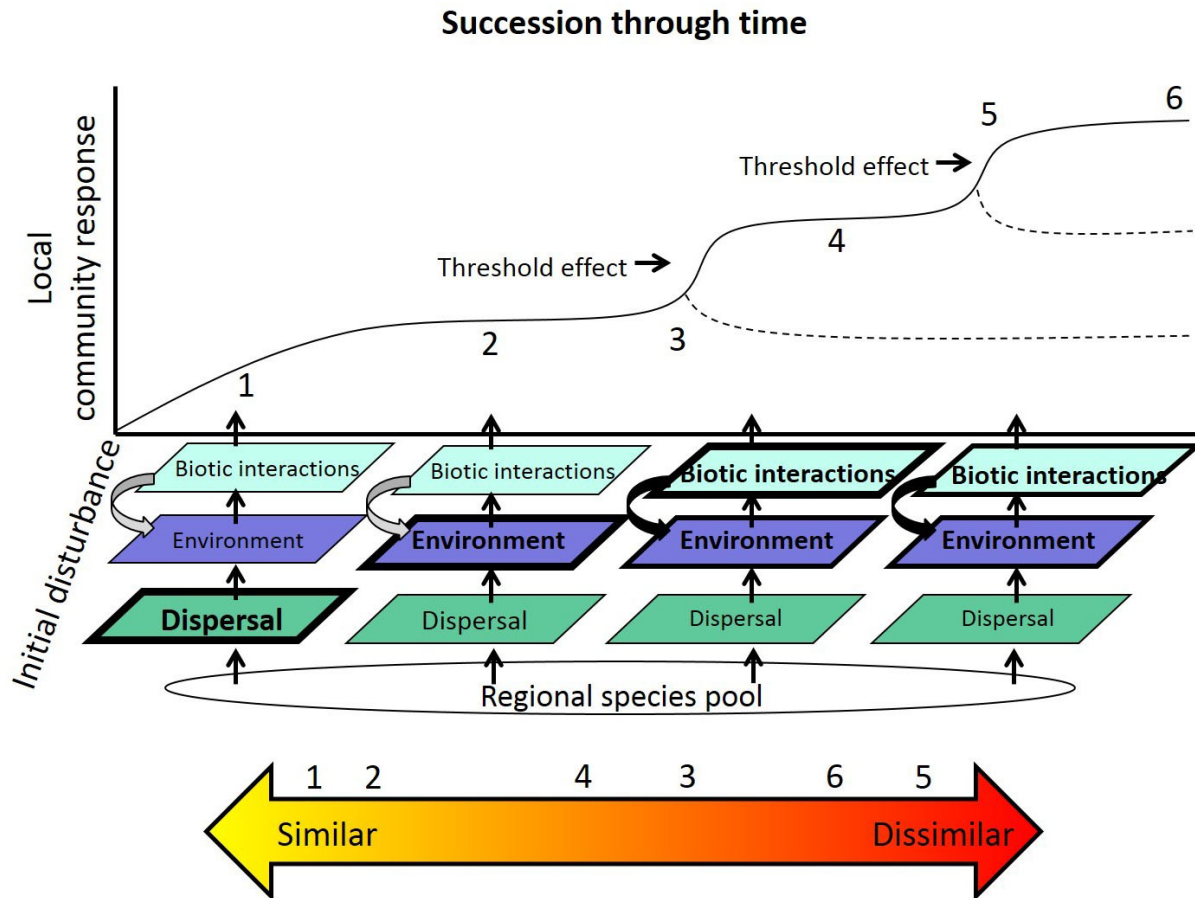 Succession through time
Local
community response
Initial disturbance
6
5
Threshold effect
4
Threshold effect
2
3
1
Biotic interactions
Biotic interactions
Biotic interactions
Biotic interactions
Environment
Environment
Environment
Environment
Dispersal
Dispersal
Dispersal
Dispersal
Regional species pool
1 2 4 3 6 5
Similar Dissimilar